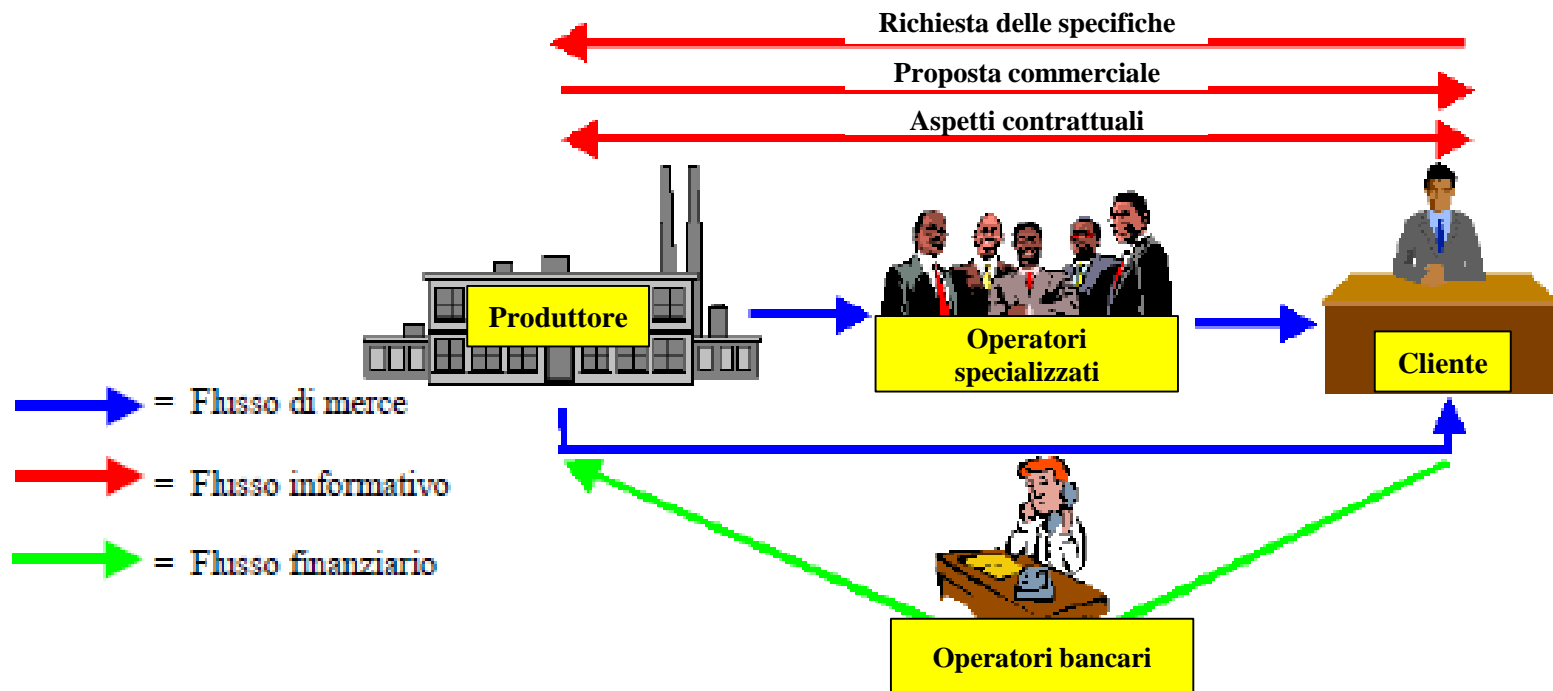 Richiesta delle specifiche
Proposta commerciale
Aspetti contrattuali
Produttore
Operatori
specializzati
Cliente
= Flusso di merce
= Flusso informativo
= Flusso finanziario
Operatori bancari